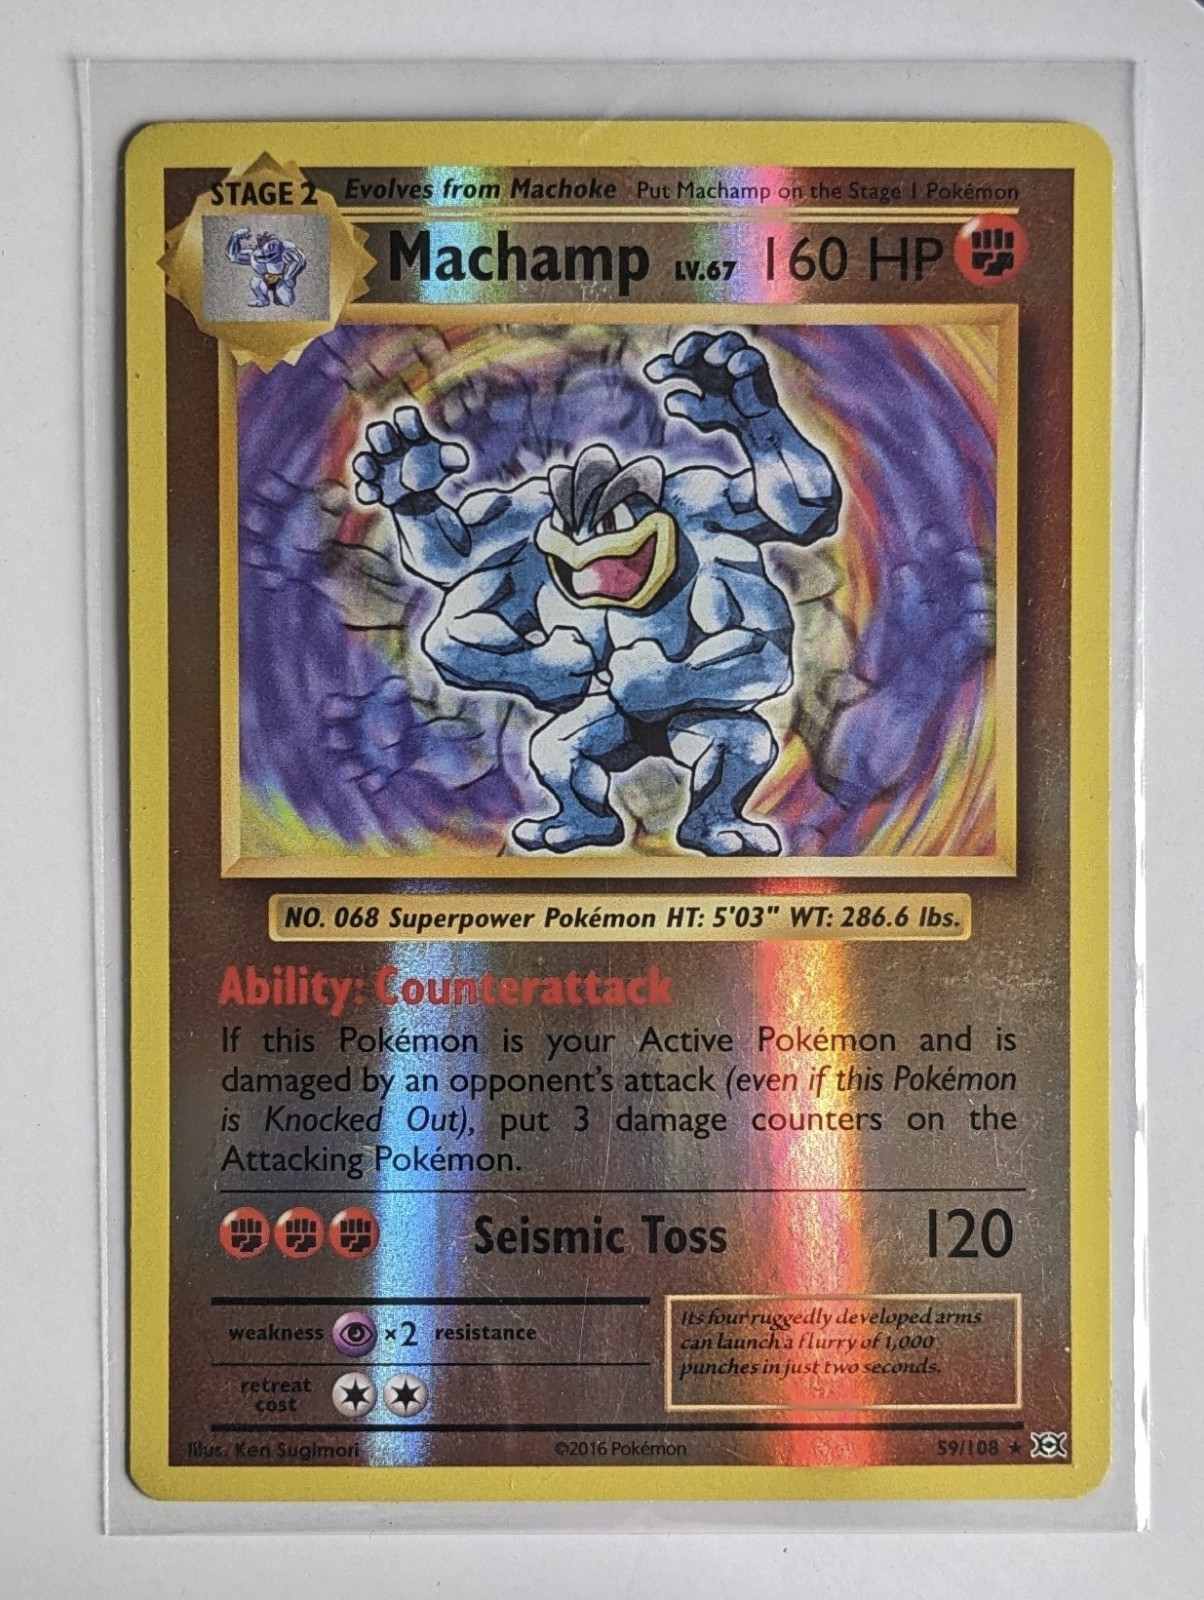 STAGE 2 Evolves from Machoke Put Machamp on the Stage 1 Pokémon
Machamp LV.67 160 HP
NO. 068 Superpower Pokémon HT: 5'03" WT: 286.6 lbs.
Ability: Counterattack
If this Pokémon is your Active Pokémon and is
damaged by an opponent's attack (even if this Pokémon
is Knocked Out), put 3 damage counters on the
Attacking Pokémon.
Seismic Toss 120
weakness ×2 resistance
retreat
cost
Its four ruggedly developed arms
can launch a flurry of 1,000
punches in just two seconds.
Illus. Ken Sugimori ©2016 Pokémon 59/108 ★